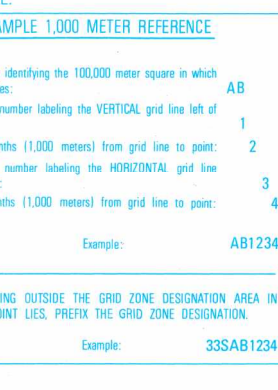 AMPLE 1,000 METER REFERENCE
identifying the 100,000 meter square in which
es: AB
number labeling the VERTICAL grid line left of
1
nths (1,000 meters) from grid line to point: 2
number labeling the HORIZONTAL grid line
: 3
nths (1,000 meters) from grid line to point: 4
Example: AB1234
ING OUTSIDE THE GRID ZONE DESIGNATION AREA IN
OINT LIES, PREFIX THE GRID ZONE DESIGNATION.
Example: 33SAB1234